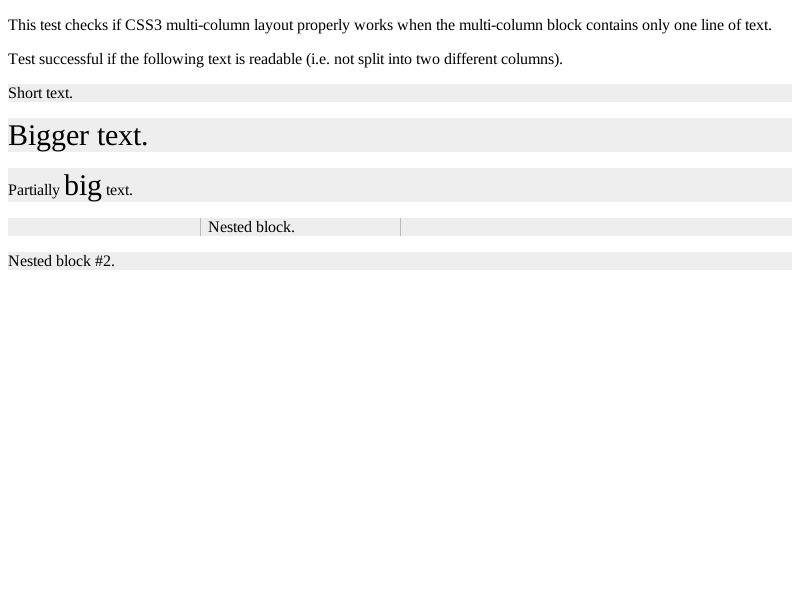 This test checks if CSS3 multi-column layout properly works when the multi-column block contains only one line of text.
Test successful if the following text is readable (i.e. not split into two different columns).
Short text.
Bigger text.
Partially big text.
Nested block.
Nested block #2.